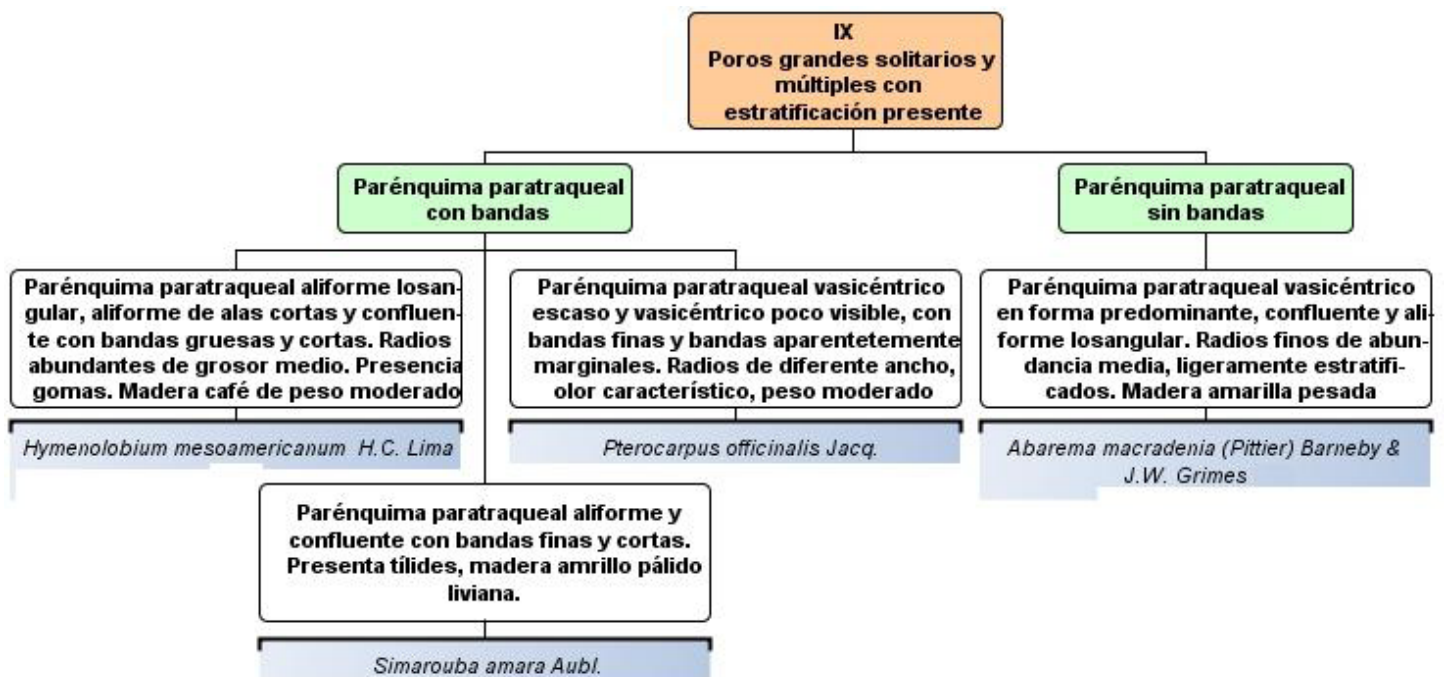 IX
Poros grandes solitarios y
múltiples con
estratificación presente
Parénquima paratraqueal
con bandas
Parénquima paratraqueal
sin bandas
Parénquima paratraqueal aliforme losan-
gular, aliforme de alas cortas y confluen-
te con bandas gruesas y cortas. Radios
abundantes de grosor medio. Presencia
gomas. Madera café de peso moderado
Hymenolobium mesoamericanum H.C. Lima
Parénquima paratraqueal vasicéntrico
escaso y vasicéntrico poco visible, con
bandas finas y bandas aparentetemente
marginales. Radios de diferente ancho,
olor característico, peso moderado
Pterocarpus officinalis Jacq.
Parénquima paratraqueal vasicéntrico
en forma predominante, confluente y ali-
forme losangular. Radios finos de abun-
dancia media, ligeramente estratifi-
cados. Madera amarilla pesada
Abarema macradenia (Pittier) Barneby &
J.W. Grimes
Parénquima paratraqueal aliforme y
confluente con bandas finas y cortas.
Presenta tílides, madera amrillo pálido
liviana.
Simarouba amara Aubl.